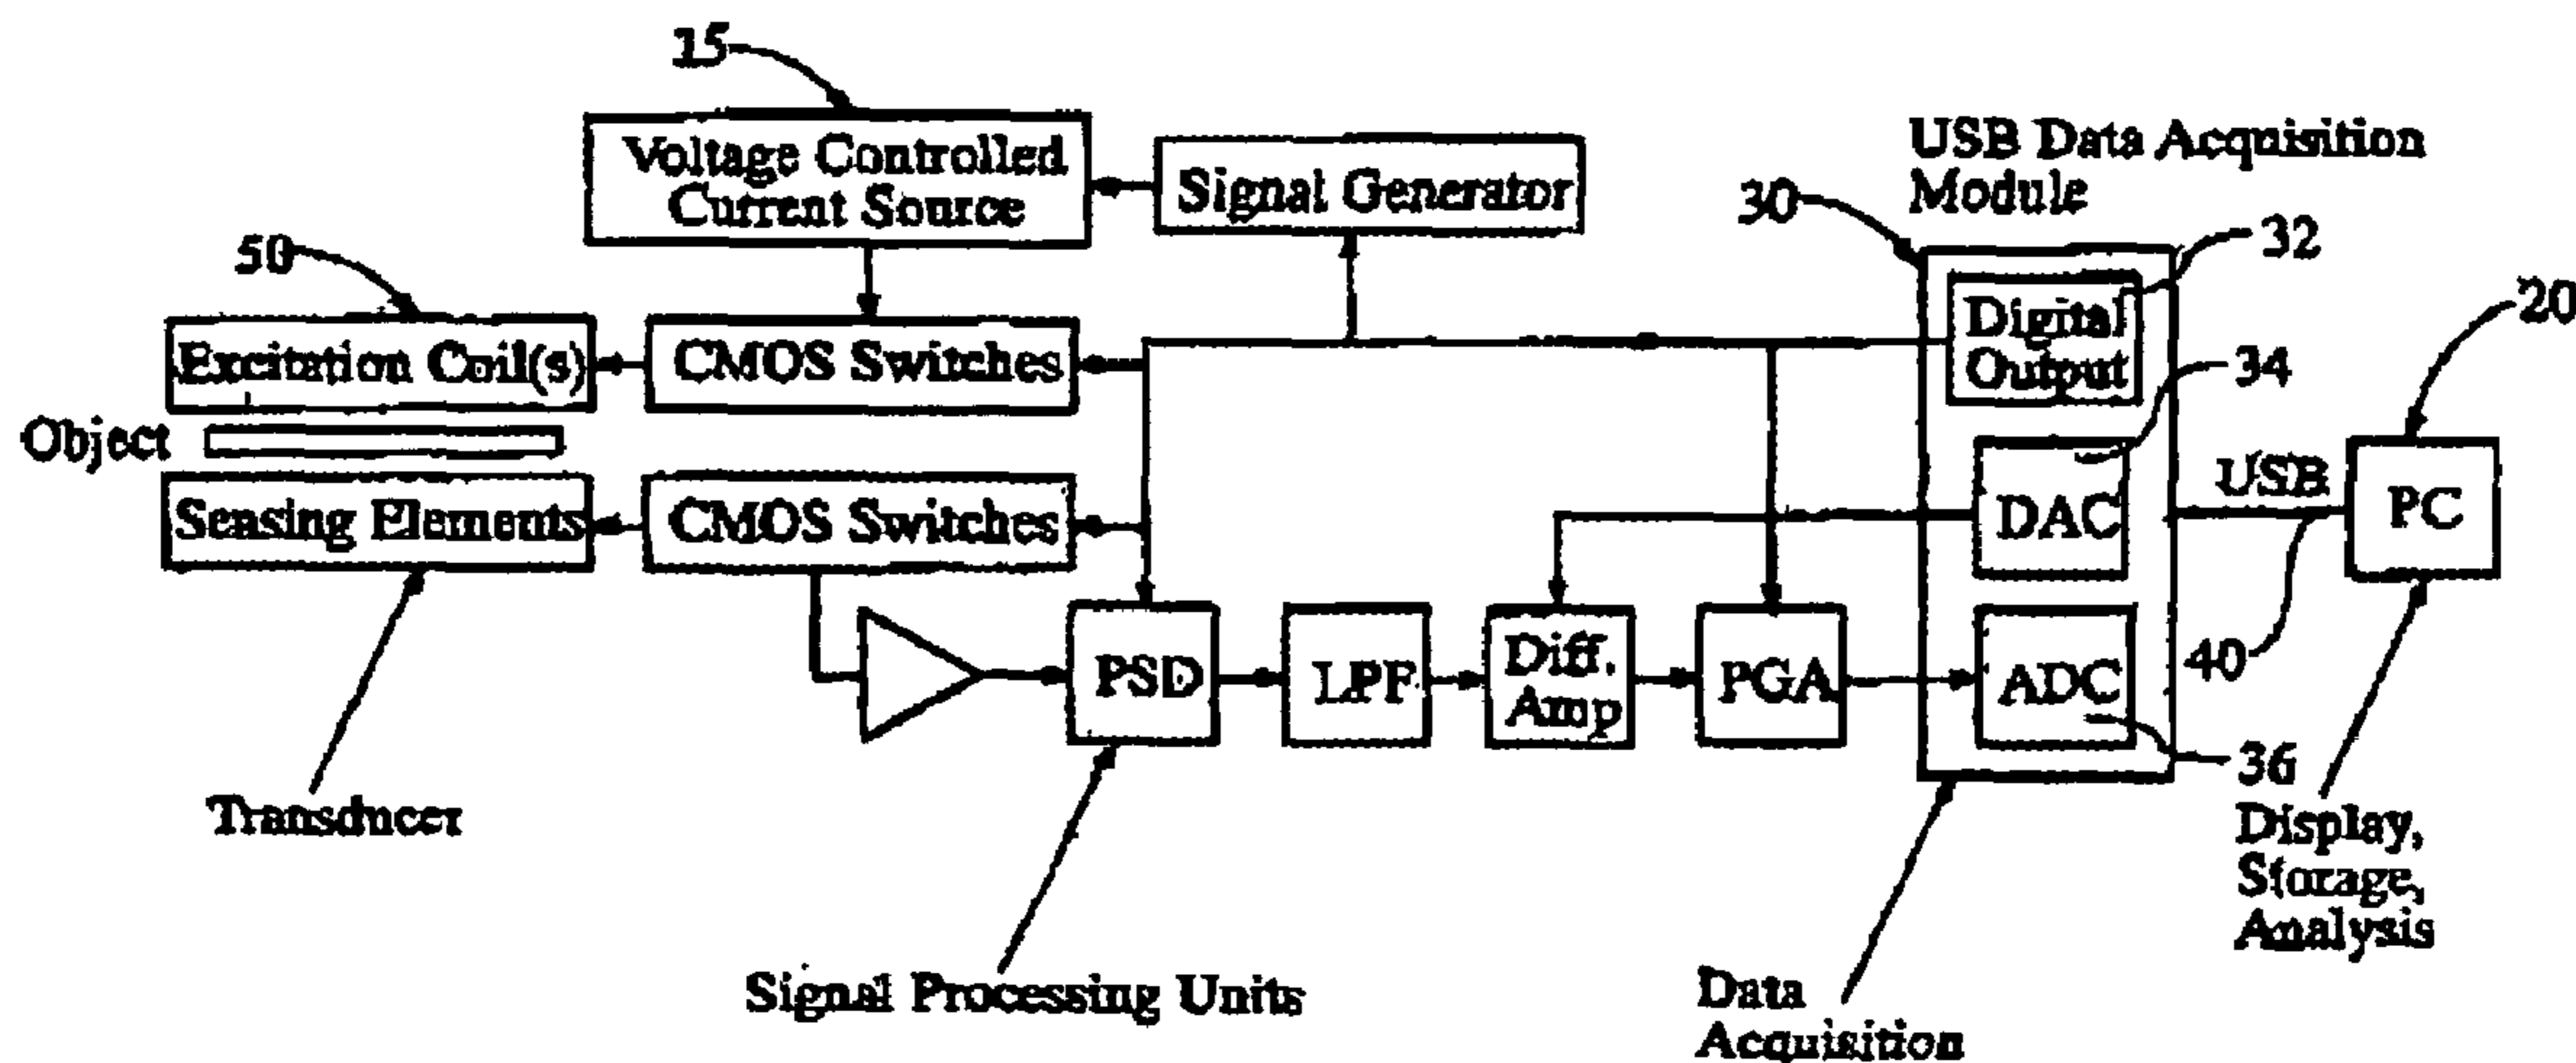 15
Voltage Controlled
Current Source
Signal Generator
USB Data Acquisition
Module
30
32
50
20
Excitation Coil(s)
CMOS Switches
Digital
Output
34
Object
Sensing Elements
CMOS Switches
DAC
USB
PC
40
PSD
LPF
Diff.
Amp
PGA
ADC
36
Transducer
Display,
Storage,
Analysis
Signal Processing Units
Data
Acquisition